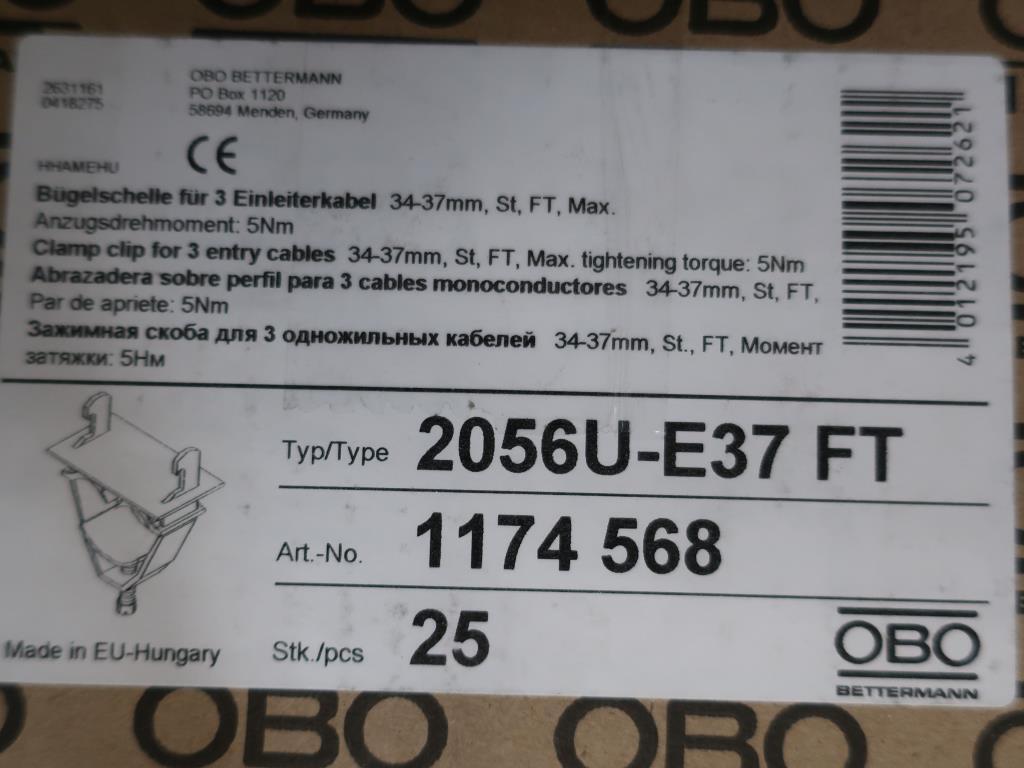 OBO OBO OBO
2631161
0418275
OBO BETTERMANN
PO Box 1120
58694 Menden, Germany
CE
HHAMEHU
Bügelschelle für 3 Einleiterkabel 34-37mm, St, FT, Max.
Anzugsdrehmoment: 5Nm
Clamp clip for 3 entry cables 34-37mm, St, FT, Max. tightening torque: 5Nm
Abrazadera sobre perfil para 3 cables monoconductores 34-37mm, St, FT,
Par de apriete: 5Nm
Зажимная скоба для 3 одножильных кабелей 34-37mm, St., FT, Момент
затяжки: 5Нм
4 012195 072621
Typ/Type 2056U-E37 FT
Art.-No. 1174 568
Stk./pcs 25
Made in EU-Hungary
OBO
BETTERMANN
OBO OBO